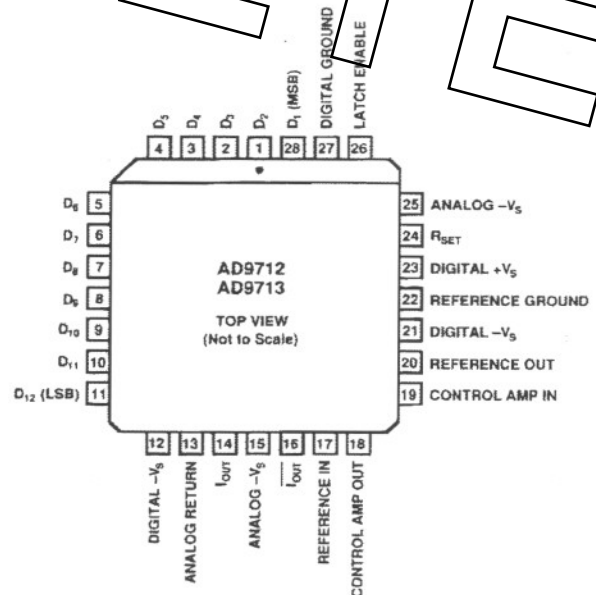 D5
D4
D3
D2
D1 (MSB)
DIGITAL GROUND
LATCH ENABLE
4
3
2
1
28
27
26
D6 5
D7 6
D8 7
D9 8
D10 9
D11 10
D12 (LSB) 11
AD9712
AD9713
TOP VIEW
(Not to Scale)
25 ANALOG –VS
24 RSET
23 DIGITAL +VS
22 REFERENCE GROUND
21 DIGITAL –VS
20 REFERENCE OUT
19 CONTROL AMP IN
12
13
14
15
16
17
18
DIGITAL –VS
ANALOG RETURN
IOUT
ANALOG –VS
IOUT
REFERENCE IN
CONTROL AMP OUT